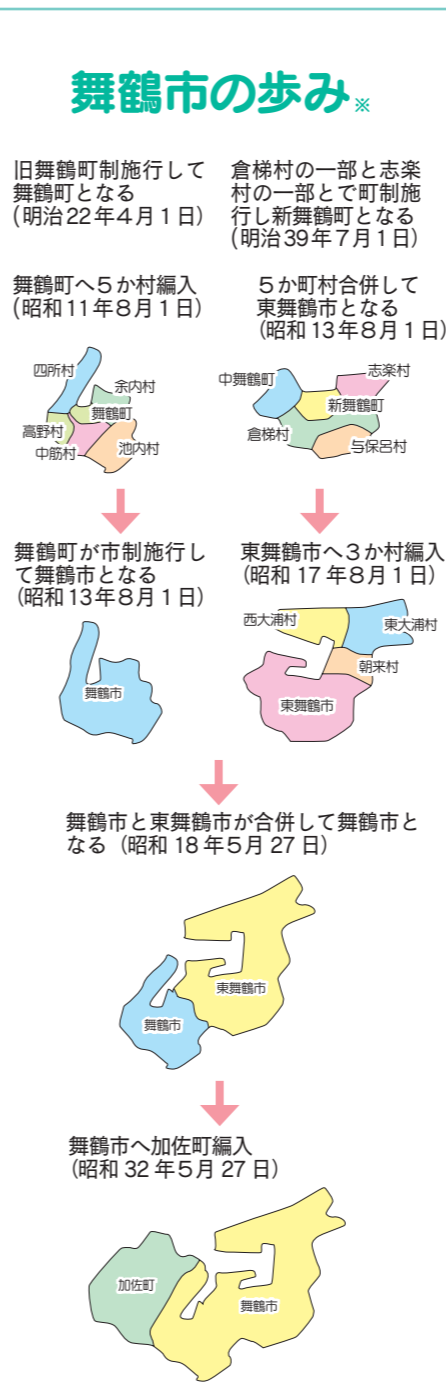 舞鶴市の歩み※
旧舞鶴町制施行して
舞鶴町となる
(明治22年4月1日)
倉梯村の一部と志楽
村の一部とで町制施
行し新舞鶴町となる
(明治39年7月1日)
舞鶴町へ5か村編入
(昭和11年8月1日)
5か町村合併して
東舞鶴市となる
(昭和13年8月1日)
四所村
余内村
舞鶴町
高野村
中筋村
池内村
中舞鶴町
志楽村
新舞鶴町
倉梯村
与保呂村
舞鶴町が市制施行し
て舞鶴市となる
(昭和13年8月1日)
東舞鶴市へ3か村編入
(昭和17年8月1日)
舞鶴市
西大浦村
東大浦村
朝来村
東舞鶴市
舞鶴市と東舞鶴市が合併して舞鶴市と
なる(昭和18年5月27日)
東舞鶴市
舞鶴市
舞鶴市へ加佐町編入
(昭和32年5月27日)
加佐町
舞鶴市